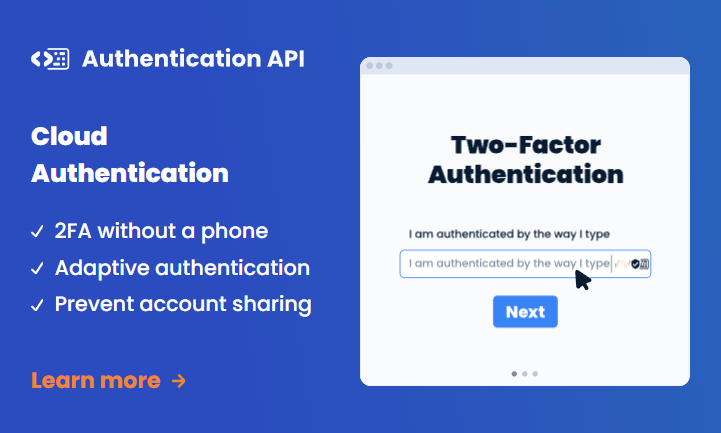 Authentication API
Cloud
Authentication
2FA without a phone
Adaptive authentication
Prevent account sharing
Learn more →
Two-Factor
Authentication
I am authenticated by the way I type
I am authenticated by the way I type
Next